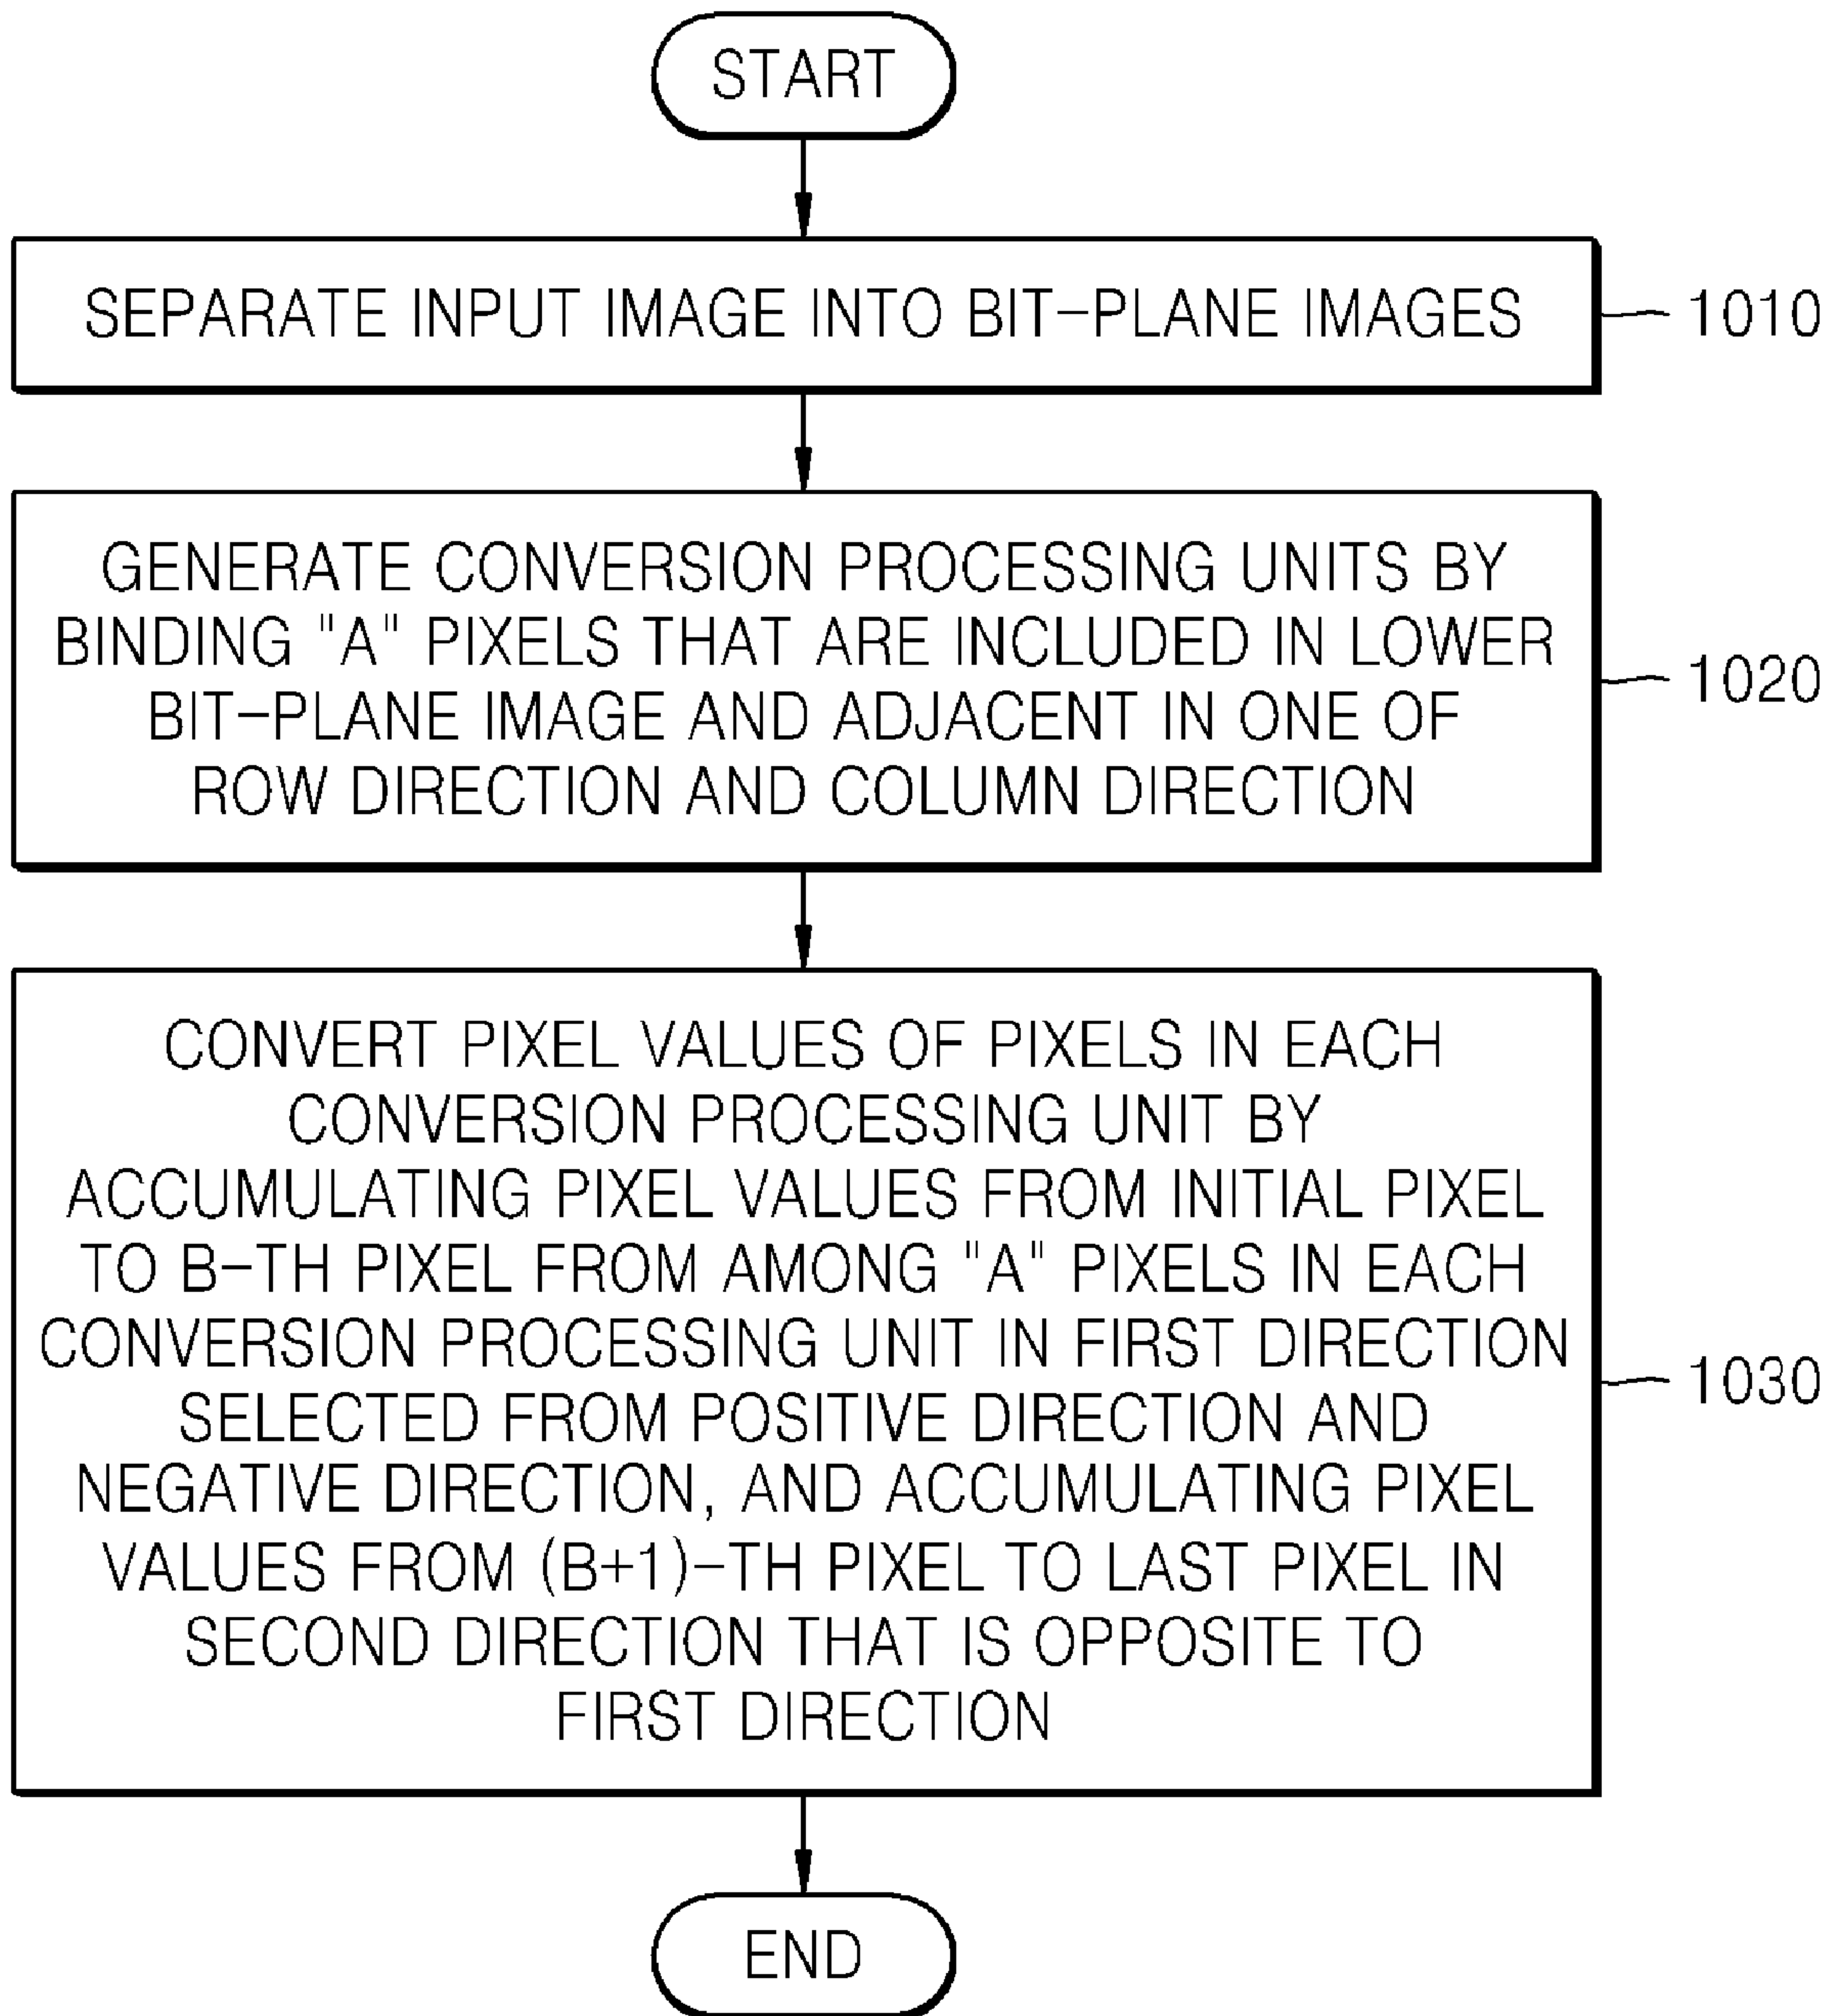 START
SEPARATE INPUT IMAGE INTO BIT-PLANE IMAGES
1010
GENERATE CONVERSION PROCESSING UNITS BY
BINDING "A" PIXELS THAT ARE INCLUDED IN LOWER
BIT-PLANE IMAGE AND ADJACENT IN ONE OF
ROW DIRECTION AND COLUMN DIRECTION
1020
CONVERT PIXEL VALUES OF PIXELS IN EACH
CONVERSION PROCESSING UNIT BY
ACCUMULATING PIXEL VALUES FROM INITIAL PIXEL
TO B-TH PIXEL FROM AMONG "A" PIXELS IN EACH
CONVERSION PROCESSING UNIT IN FIRST DIRECTION
SELECTED FROM POSITIVE DIRECTION AND
NEGATIVE DIRECTION, AND ACCUMULATING PIXEL
VALUES FROM (B+1)-TH PIXEL TO LAST PIXEL IN
SECOND DIRECTION THAT IS OPPOSITE TO
FIRST DIRECTION
1030
END